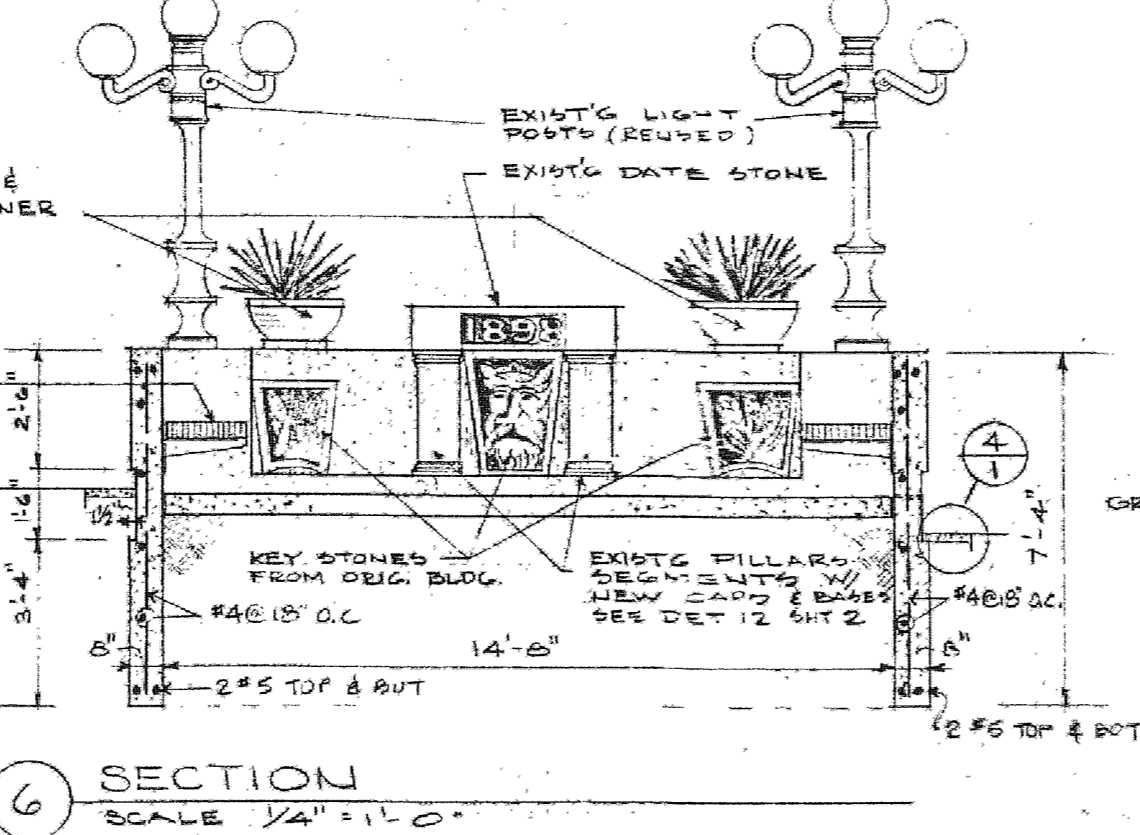 EXIST'G LIGHT
POSTS (REUSED)
EXIST'G DATE STONE
&
NER
1898
2'-6"
1'-6"
1½"
3'-4"
4
1
7'-4"
GR
KEY STONES
FROM ORIG. BLDG.
EXIST'G PILLARS
SEGMENTS W/
NEW CAPS & BASES
SEE DET 12 SHT 2
#4@18" O.C
#4@18" O.C.
8"
14'-8"
8"
2 #5 TOP & BOT
2 #5 TOP & BOT
6
SECTION
SCALE 1/4" = 1'-0"